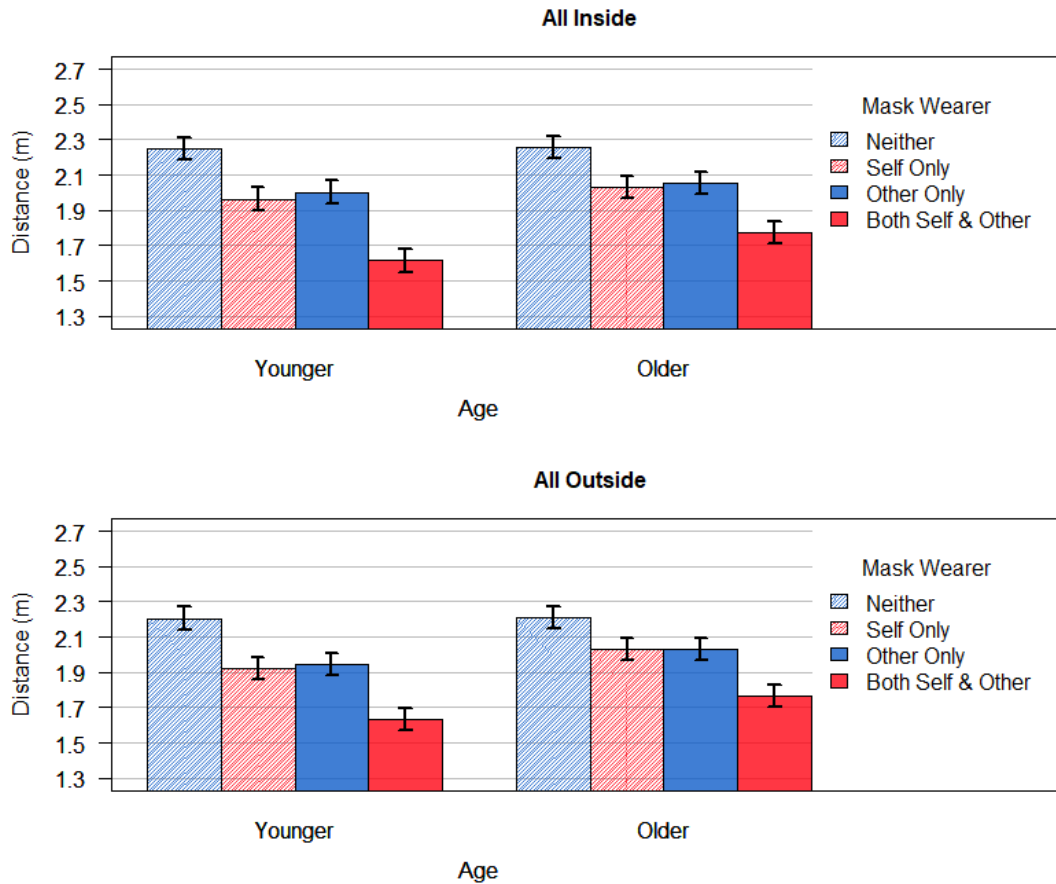 All Inside
Distance (m)
2.7
2.5
2.3
2.1
1.9
1.7
1.5
1.3
Younger
Older
Age
Mask Wearer
Neither
Self Only
Other Only
Both Self & Other
All Outside
Distance (m)
2.7
2.5
2.3
2.1
1.9
1.7
1.5
1.3
Younger
Older
Age
Mask Wearer
Neither
Self Only
Other Only
Both Self & Other